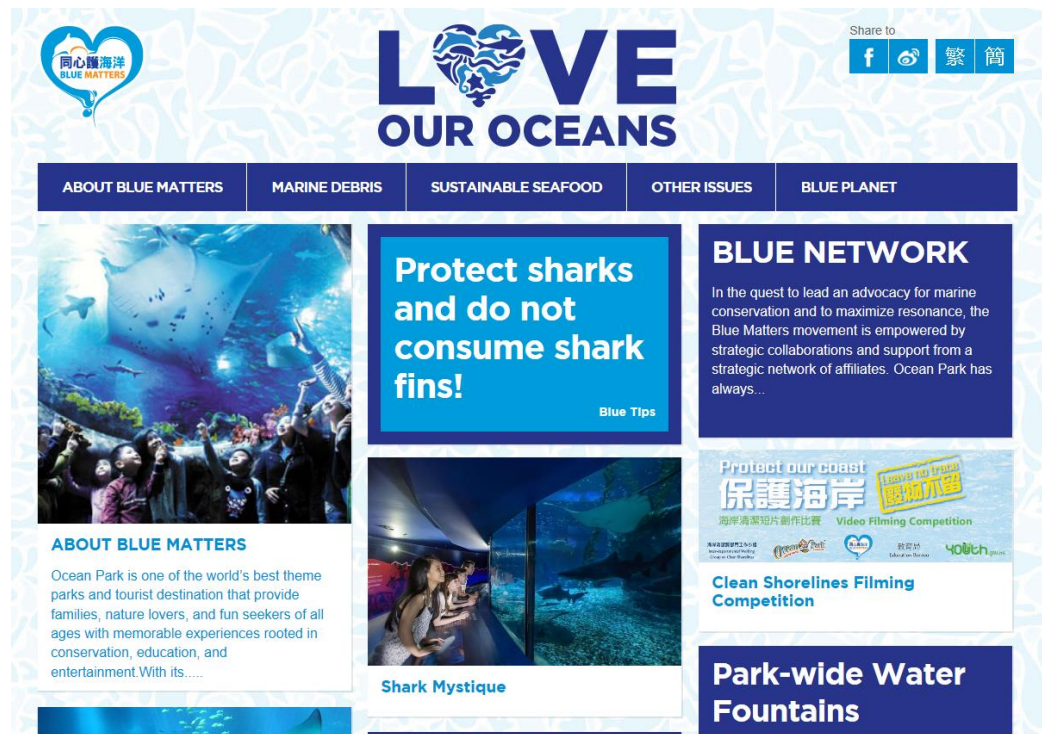 同心護海洋
BLUE MATTERS
LOVE
OUR OCEANS
Share to
f
繁 簡
ABOUT BLUE MATTERS
MARINE DEBRIS
SUSTAINABLE SEAFOOD
OTHER ISSUES
BLUE PLANET
ABOUT BLUE MATTERS
Ocean Park is one of the world's best theme
parks and tourist destination that provide
families, nature lovers, and fun seekers of all
ages with memorable experiences rooted in
conservation, education, and
entertainment.With its.....
Protect sharks
and do not
consume shark
fins!
Blue Tips
Shark Mystique
BLUE NETWORK
In the quest to lead an advocacy for marine
conservation and to maximize resonance, the
Blue Matters movement is empowered by
strategic collaborations and support from a
strategic network of affiliates. Ocean Park has
always...
Protect our coast
保護海岸
Leave no trace
廢物不留
海岸清潔短片創作比賽 Video Filming Competition
Ocean Park
教育局
Education Bureau
youth
Clean Shorelines Filming
Competition
Park-wide Water
Fountains